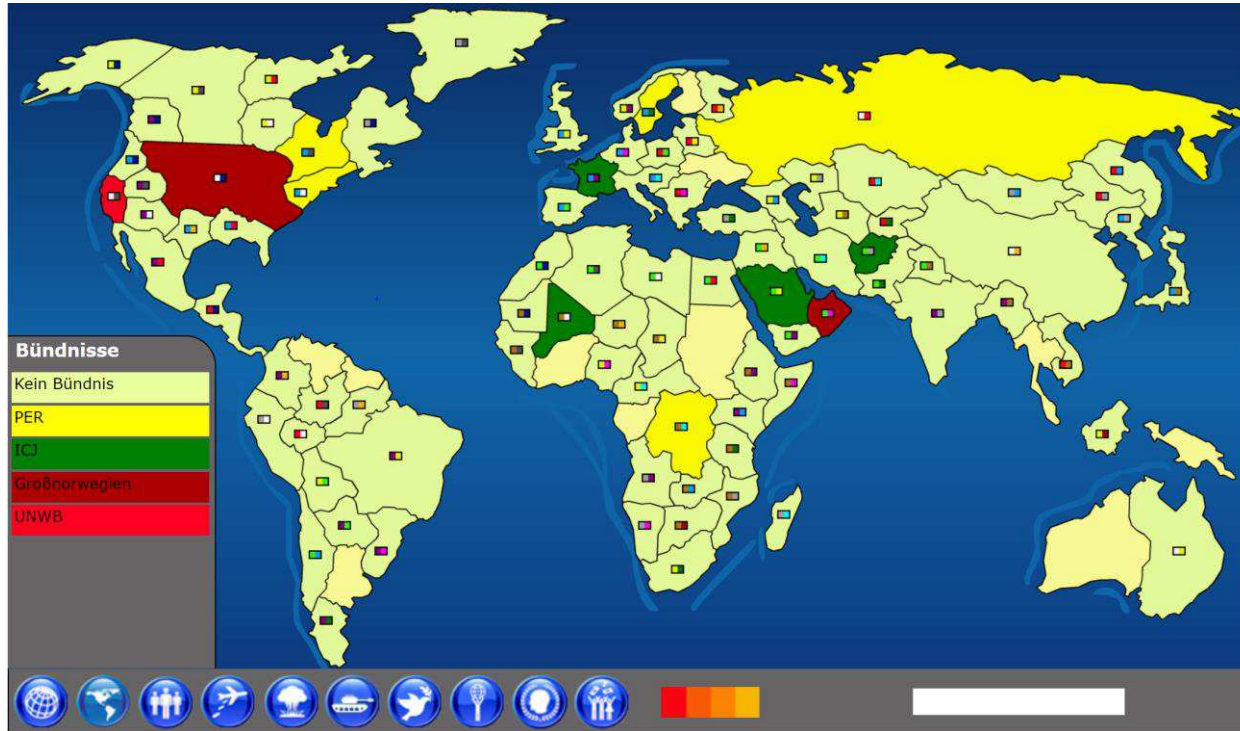 Bündnisse
Kein Bündnis
PER
ICJ
Großnorwegien
UNWB